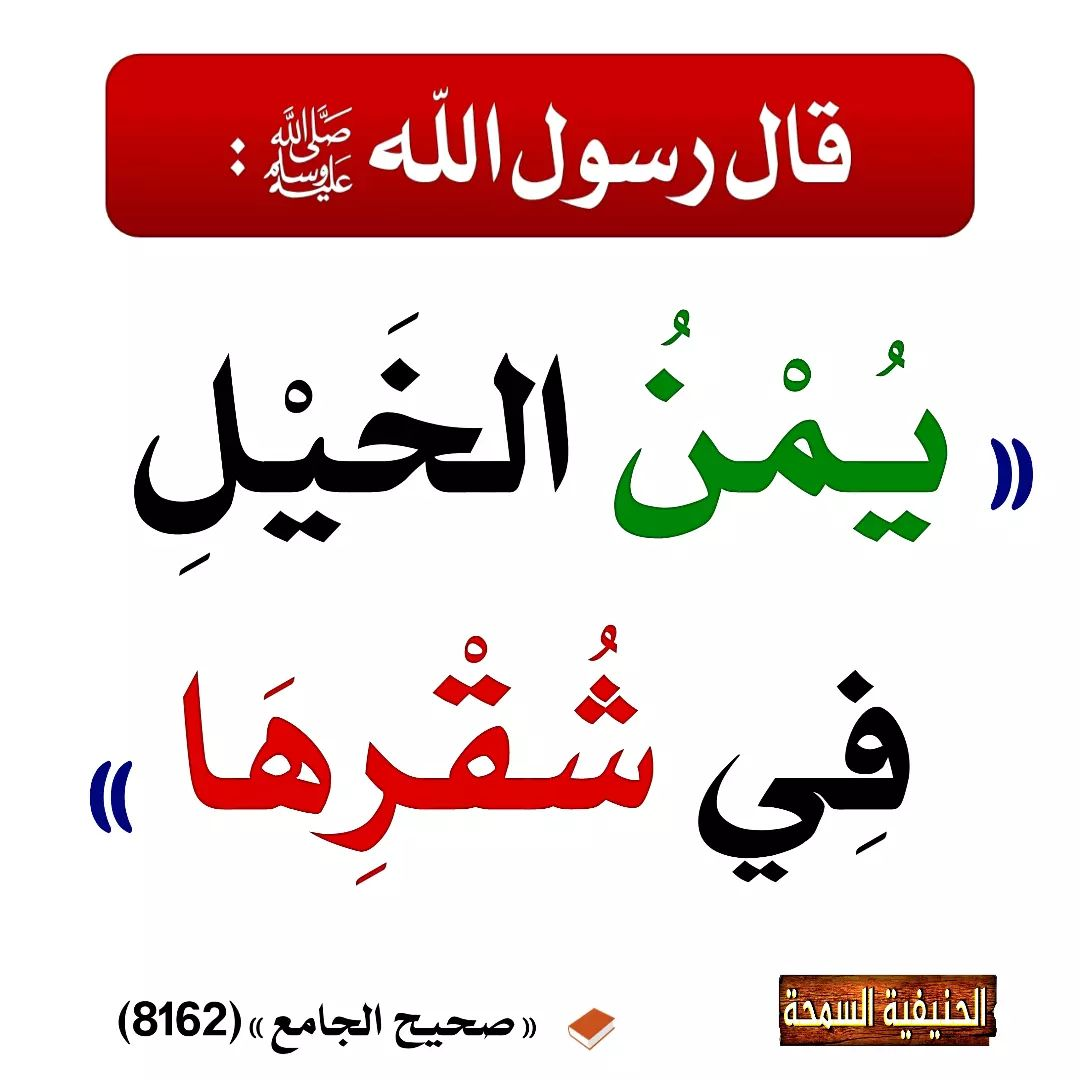 قال رسول الله ﷺ :
« يُمْنُ الخَيْلِ
فِي شُقْرِهَا »
« صحيح الجامع » (8162)
الحنيفية السمحة